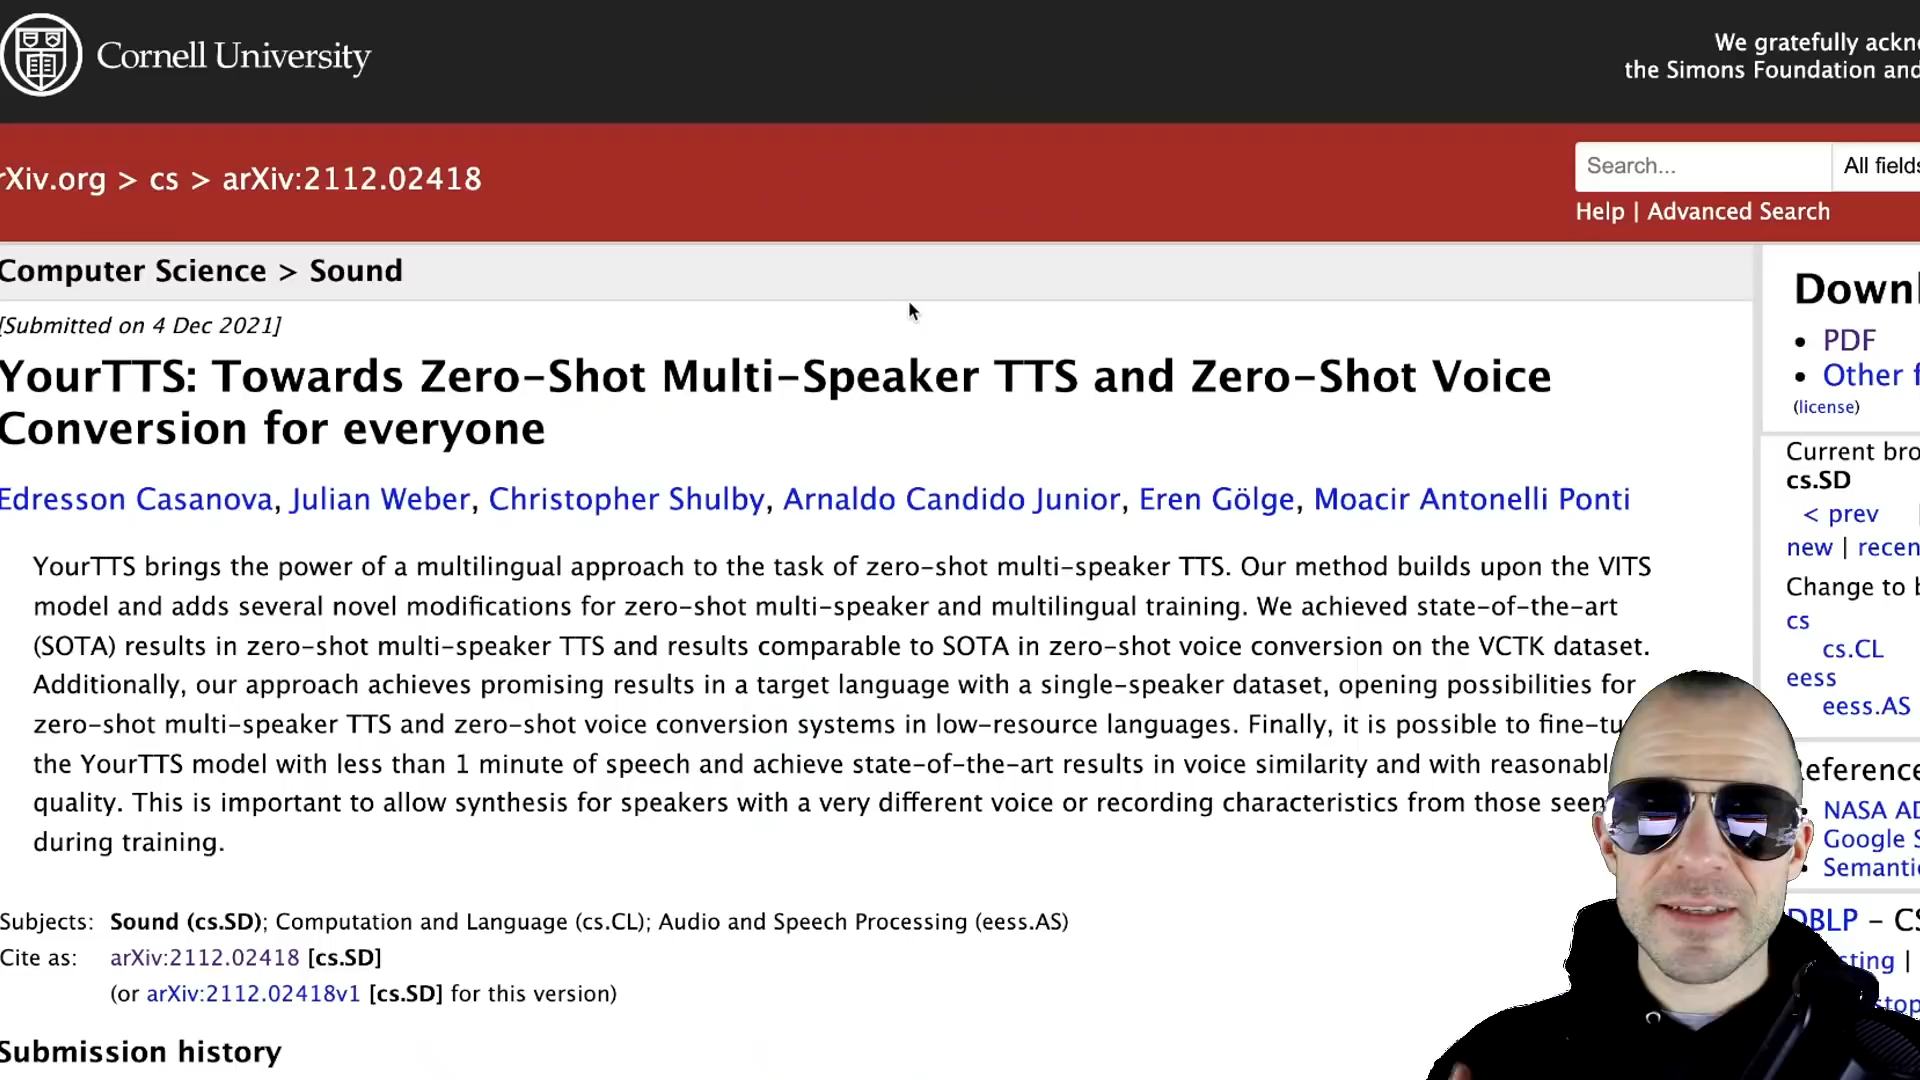 Cornell University
We gratefully
the Simons Foundation and
rXiv.org > cs > arXiv:2112.02418
Search...
All fields
Help | Advanced Search
Computer Science > Sound
[Submitted on 4 Dec 2021]
YourTTS: Towards Zero-Shot Multi-Speaker TTS and Zero-Shot Voice
Conversion for everyone
Edresson Casanova, Julian Weber, Christopher Shulby, Arnaldo Candido Junior, Eren Gölge, Moacir Antonelli Ponti
YourTTS brings the power of a multilingual approach to the task of zero-shot multi-speaker TTS. Our method builds upon the VITS
model and adds several novel modifications for zero-shot multi-speaker and multilingual training. We achieved state-of-the-art
(SOTA) results in zero-shot multi-speaker TTS and results comparable to SOTA in zero-shot voice conversion on the VCTK dataset.
Additionally, our approach achieves promising results in a target language with a single-speaker dataset, opening possibilities for
zero-shot multi-speaker TTS and zero-shot voice conversion systems in low-resource languages. Finally, it is possible to fine-tu
the YourTTS model with less than 1 minute of speech and achieve state-of-the-art results in voice similarity and with reasonabl
quality. This is important to allow synthesis for speakers with a very different voice or recording characteristics from those seen
during training.
Subjects: Sound (cs.SD); Computation and Language (cs.CL); Audio and Speech Processing (eess.AS)
Cite as: arXiv:2112.02418 [cs.SD]
(or arXiv:2112.02418v1 [cs.SD] for this version)
Submission history
Downl
• PDF
• Other f
(license)
Current bro
cs.SD
< prev |
new | recen
Change to b
cs
cs.CL
eess
eess.AS
eference
NASA AD
Google S
Semantic
DBLP - CS
sting |
stop